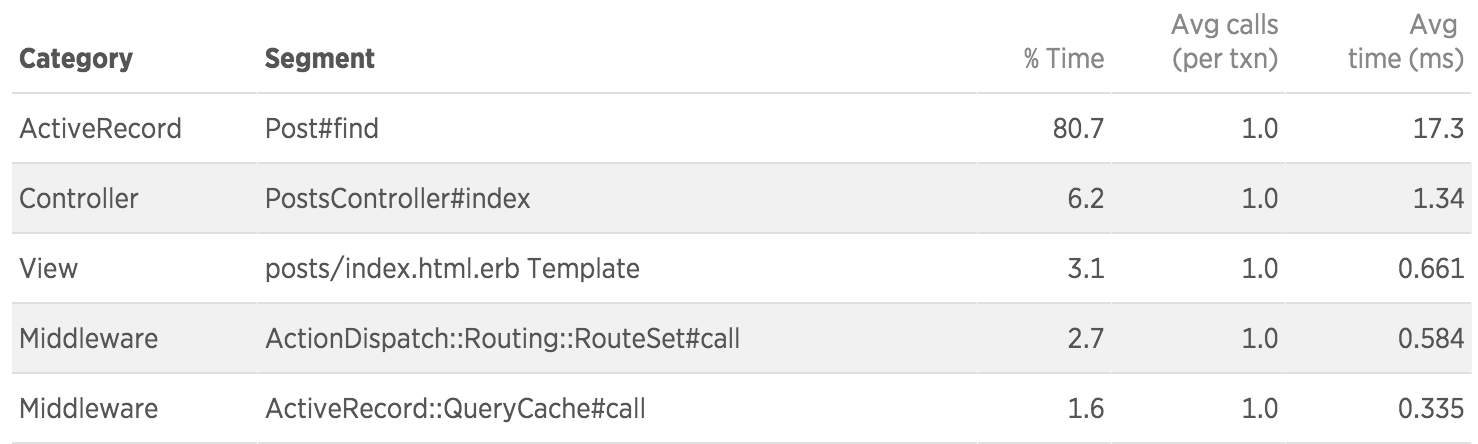 Category Segment % Time Avg calls (per txn) Avg time (ms)
ActiveRecord Post#find 80.7 1.0 17.3
Controller PostsController#index 6.2 1.0 1.34
View posts/index.html.erb Template 3.1 1.0 0.661
Middleware ActionDispatch::Routing::RouteSet#call 2.7 1.0 0.584
Middleware ActiveRecord::QueryCache#call 1.6 1.0 0.335